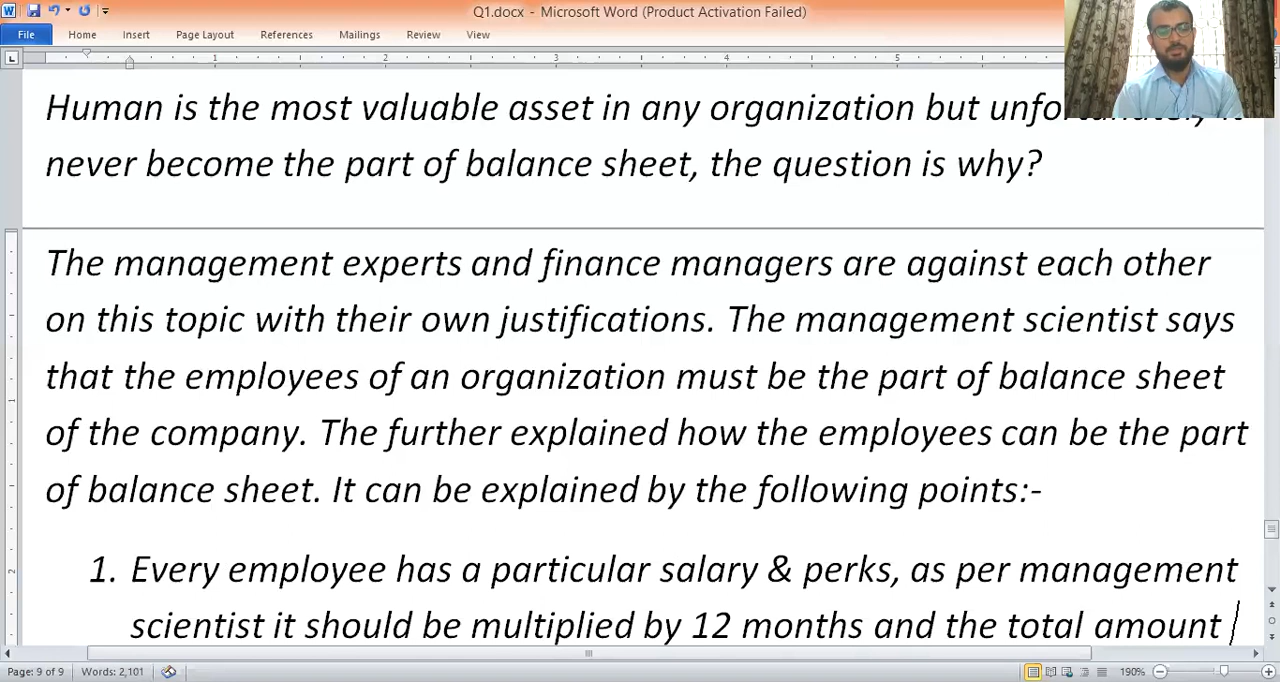 Q1.docx - Microsoft Word (Product Activation Failed)
File Home Insert Page Layout References Mailings Review View
1 2 3 4 5
Human is the most valuable asset in any organization but
never become the part of balance sheet, the question is why?
The management experts and finance managers are against each other
on this topic with their own justifications. The management scientist says
that the employees of an organization must be the part of balance sheet
of the company. The further explained how the employees can be the part
of balance sheet. It can be explained by the following points:-
1. Every employee has a particular salary & perks, as per management
scientist it should be multiplied by 12 months and the total amount
Page: 9 of 9 Words: 2,101 190%